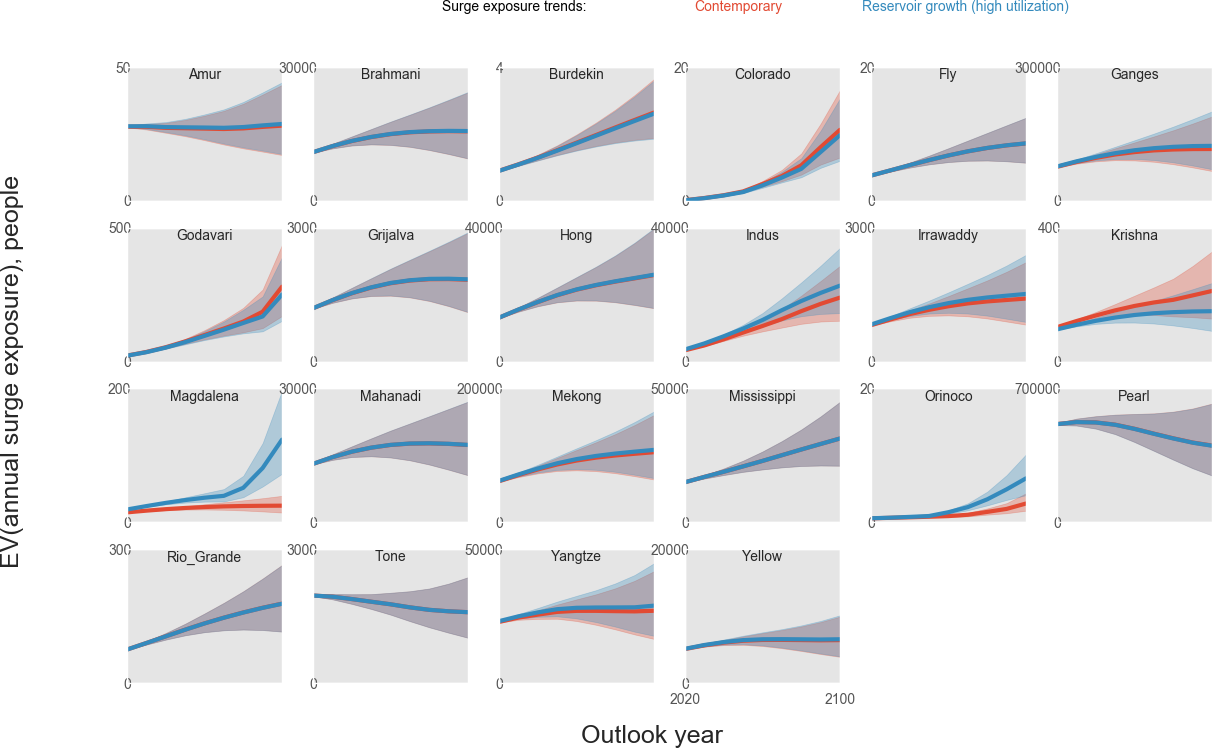 Surge exposure trends: Contemporary Reservoir growth (high utilization)
50 Amur 30000 Brahmani 4 Burdekin 20 Colorado 20 Fly 300000 Ganges
0 0 0 0 0 0
500 Godavari 3000 Grijalva 40000 Hong 40000 Indus 3000 Irrawaddy 400 Krishna
0 0 0 0 0 0
200 Magdalena 30000 Mahanadi 200000 Mekong 50000 Mississippi 20 Orinoco 700000 Pearl
0 0 0 0 0 0
300 Rio_Grande 3000 Tone 50000 Yangtze 20000 Yellow
0 0 0 0
2020 2100
EV(annual surge exposure), people
Outlook year